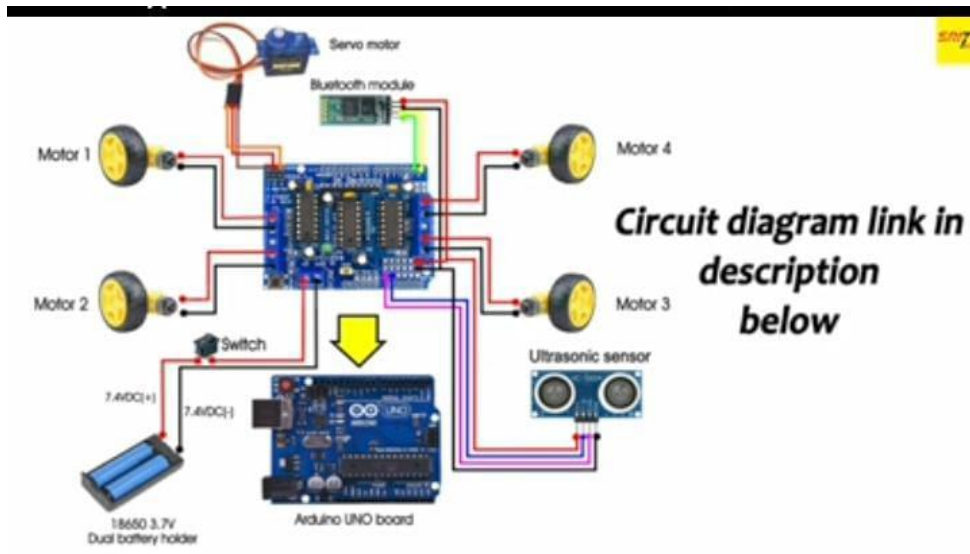 Servo motor
Bluetooth module
Motor 1
Motor 4
Circuit diagram link in
description
below
Motor 2
Motor 3
Switch
Ultrasonic sensor
7.4VDC(+)
7.4VDC(-)
UNO
18650 3.7V
Dual battery holder
Arduino UNO board